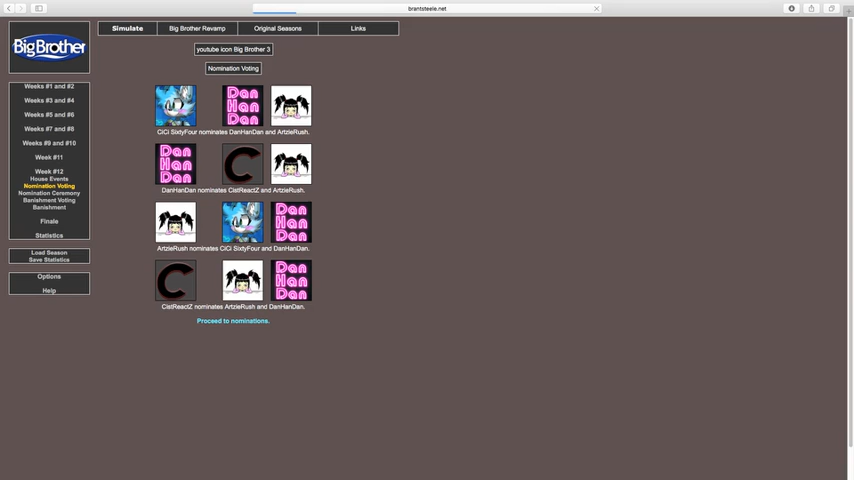 brantsteele.net
Simulate
Big Brother Revamp
Original Seasons
Links
BigBrother
youtube icon Big Brother 3
Nomination Voting
Weeks #1 and #2
Weeks #3 and #4
Weeks #5 and #6
Weeks #7 and #8
Weeks #9 and #10
Week #11
Week #12
House Events
Nomination Voting
Nomination Ceremony
Banishment Voting
Banishment
Finale
Statistics
Load Season
Save Statistics
Options
Help
Dan
Han
Dan
CiCi SixtyFour nominates DanHanDan and ArtzieRush.
Dan
Han
Dan
C
DanHanDan nominates CistReactZ and ArtzieRush.
Dan
Han
Dan
ArtzieRush nominates CiCi SixtyFour and DanHanDan.
C
Dan
Han
Dan
CistReactZ nominates ArtzieRush and DanHanDan.
Proceed to nominations.